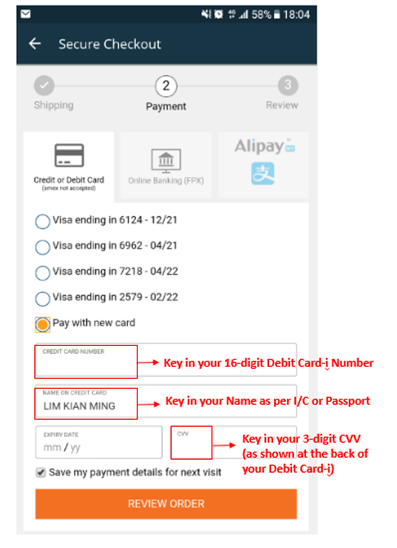 58% 18:04
Secure Checkout
2
3
Shipping
Payment
Review
Credit or Debit Card
(amex not accepted)
Online Banking (FPX)
Alipay
支
Visa ending in 6124 - 12/21
Visa ending in 6962 - 04/21
Visa ending in 7218 - 04/22
Visa ending in 2579 - 02/22
Pay with new card
CREDIT CARD NUMBER
Key in your 16-digit Debit Card-i Number
NAME ON CREDIT CARD
LIM KIAN MING
Key in your Name as per I/C or Passport
EXPIRY DATE
mm / yy
CVV
Key in your 3-digit CVV
(as shown at the back of
your Debit Card-i)
Save my payment details for next visit
REVIEW ORDER